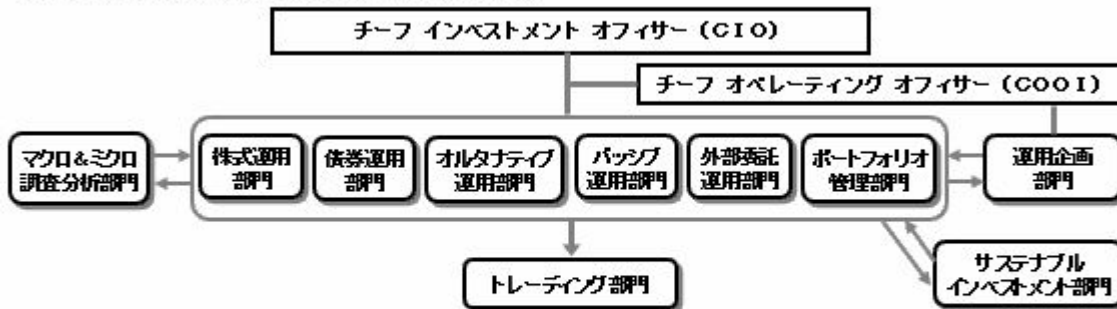 チーフ インベストメント オフィサー (CIO)
チーフ オペレーティング オフィサー (COOI)
マクロ&ミクロ
調査分析部門
株式運用
部門
債券運用
部門
オルタナティブ
運用部門
パッシブ
運用部門
外部委託
運用部門
ポートフォリオ
管理部門
運用企画
部門
トレーディング部門
サステナブル
インベストメント部門